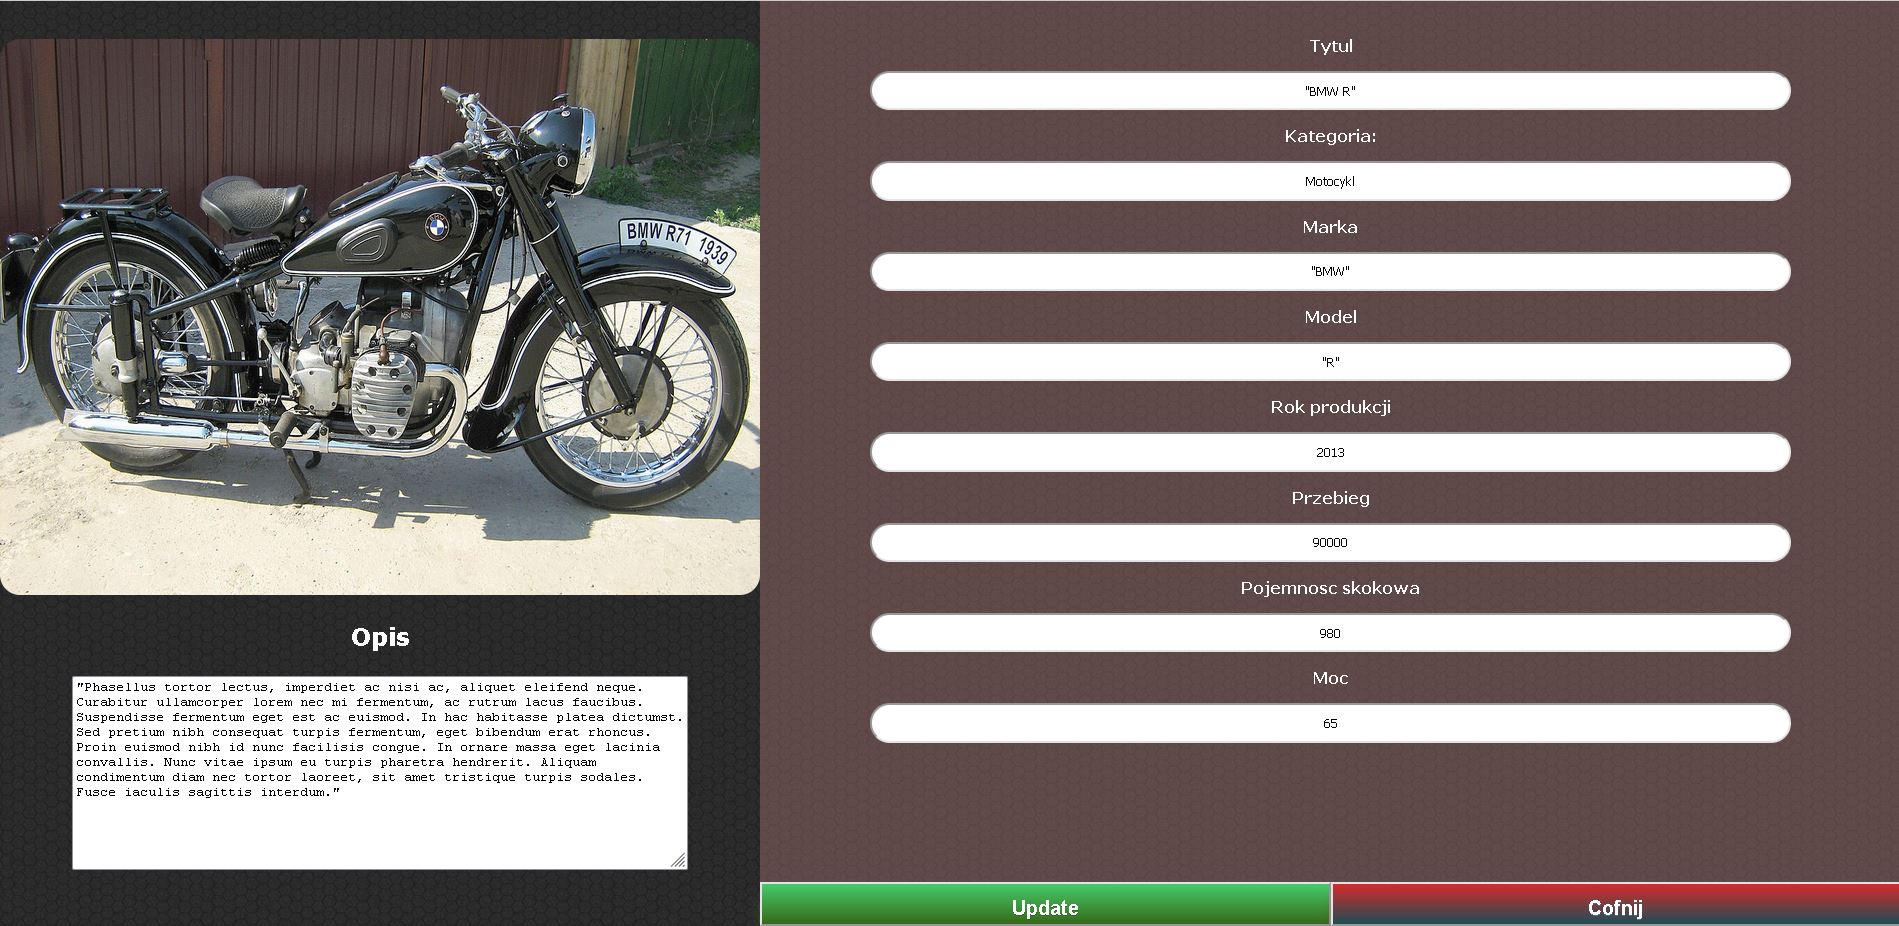 BMW R71 1939
Opis
"Phasellus tortor lectus, imperdiet ac nisi ac, aliquet eleifend neque.
Curabitur ullamcorper lorem nec mi fermentum, ac rutrum lacus faucibus.
Suspendisse fermentum eget est ac euismod. In hac habitasse platea dictumst.
Sed pretium nibh consequat turpis fermentum, eget bibendum erat rhoncus.
Proin euismod nibh id nunc facilisis congue. In ornare massa eget lacinia
convallis. Nunc vitae ipsum eu turpis pharetra hendrerit. Aliquam
condimentum diam nec tortor laoreet, sit amet tristique turpis sodales.
Fusce iaculis sagittis interdum."
Tytul
"BMW R"
Kategoria:
Motocykl
Marka
"BMW"
Model
"R"
Rok produkcji
2013
Przebieg
90000
Pojemnosc skokowa
980
Moc
65
Update
Cofnij